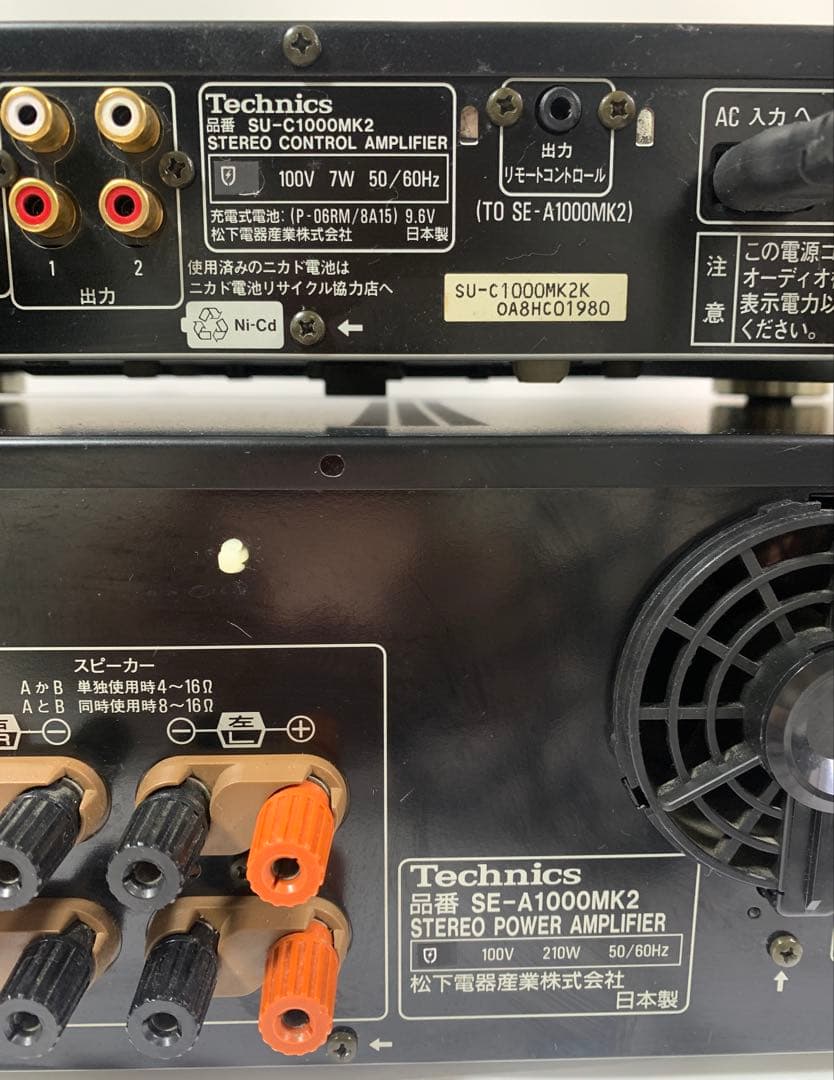 Technics
品番 SU-C1000MK2
STEREO CONTROL AMPLIFIER
100V 7W 50/60Hz
充電式電池: (P-06RM/8A15) 9.6V
松下電器産業株式会社 日本製
1 2
出力
使用済みのニカド電池は
ニカド電池リサイクル協力店へ
Ni-Cd
出力
リモートコントロール
(TO SE-A1000MK2)
SU-C1000MK2K
0A8HC01980
AC 入力 へ
注意
この電源コ
オーディオ
表示電力以
ください。
スピーカー
AかB 単独使用時4～16Ω
AとB 同時使用時8～16Ω
R
− 左 +
L
Technics
品番 SE-A1000MK2
STEREO POWER AMPLIFIER
100V 210W 50/60Hz
松下電器産業株式会社
日本製